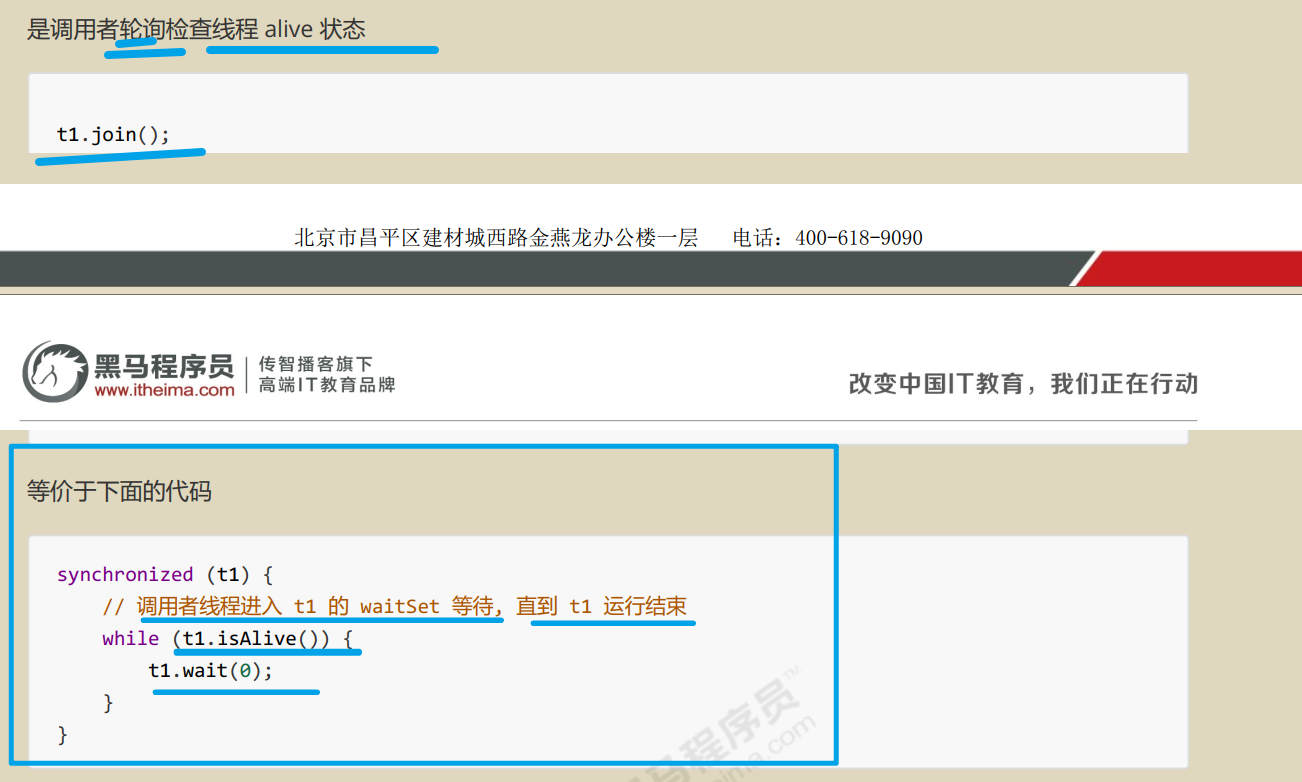 是调用者轮询检查线程 alive 状态
t1.join();
北京市昌平区建材城西路金燕龙办公楼一层 电话：400-618-9090
黑马程序员
www.itheima.com
传智播客旗下
高端IT教育品牌
改变中国IT教育，我们正在行动
等价于下面的代码
synchronized (t1) {
// 调用者线程进入 t1 的 waitSet 等待, 直到 t1 运行结束
while (t1.isAlive()) {
t1.wait(0);
}
}
马程序员™